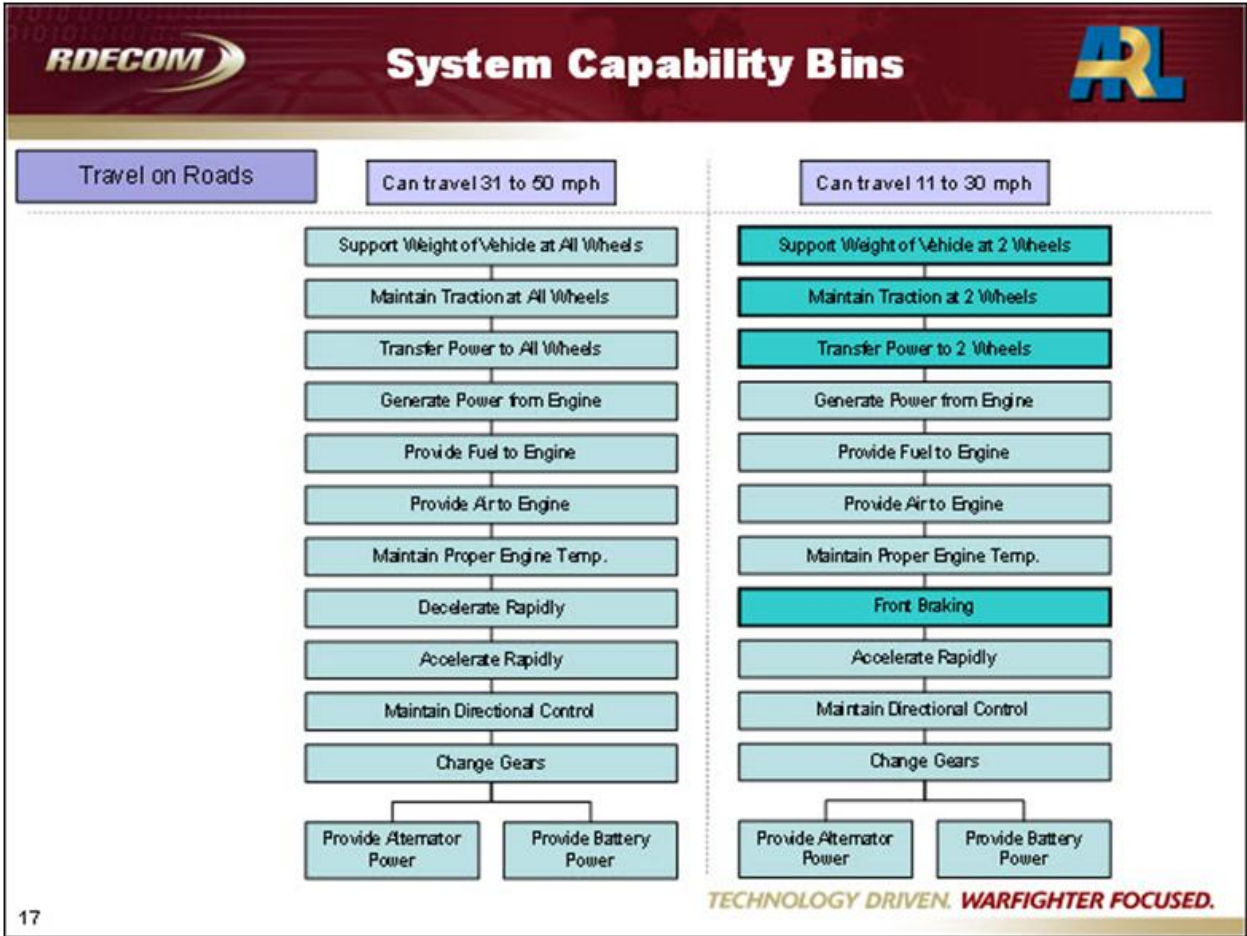 RDECOM
System Capability Bins
ARL
Travel on Roads
Can travel 31 to 50 mph
Can travel 11 to 30 mph
Support Weight of Vehicle at All Wheels
Maintain Traction at All Wheels
Transfer Power to All Wheels
Generate Power from Engine
Provide Fuel to Engine
Provide Air to Engine
Maintain Proper Engine Temp.
Decelerate Rapidly
Accelerate Rapidly
Maintain Directional Control
Change Gears
Provide Alternator
Power
Provide Battery
Power
Support Weight of Vehicle at 2 Wheels
Maintain Traction at 2 Wheels
Transfer Power to 2 Wheels
Generate Power from Engine
Provide Fuel to Engine
Provide Air to Engine
Maintain Proper Engine Temp.
Front Braking
Accelerate Rapidly
Maintain Directional Control
Change Gears
Provide Alternator
Power
Provide Battery
Power
TECHNOLOGY DRIVEN. WARFIGHTER FOCUSED.
17